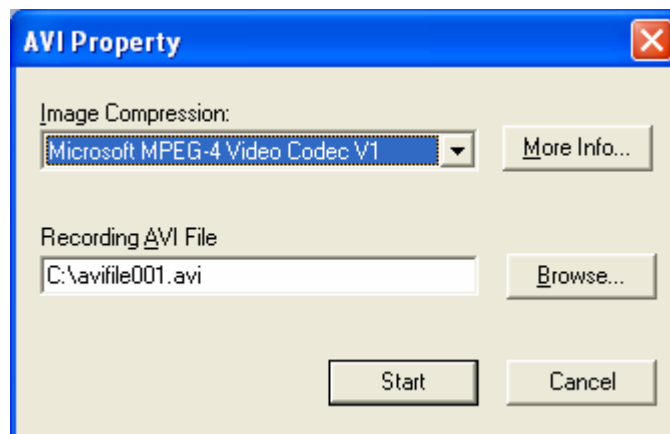 AVI Property
Image Compression:
Microsoft MPEG-4 Video Codec V1
More Info...
Recording AVI File
C:\avifile001.avi
Browse...
Start
Cancel